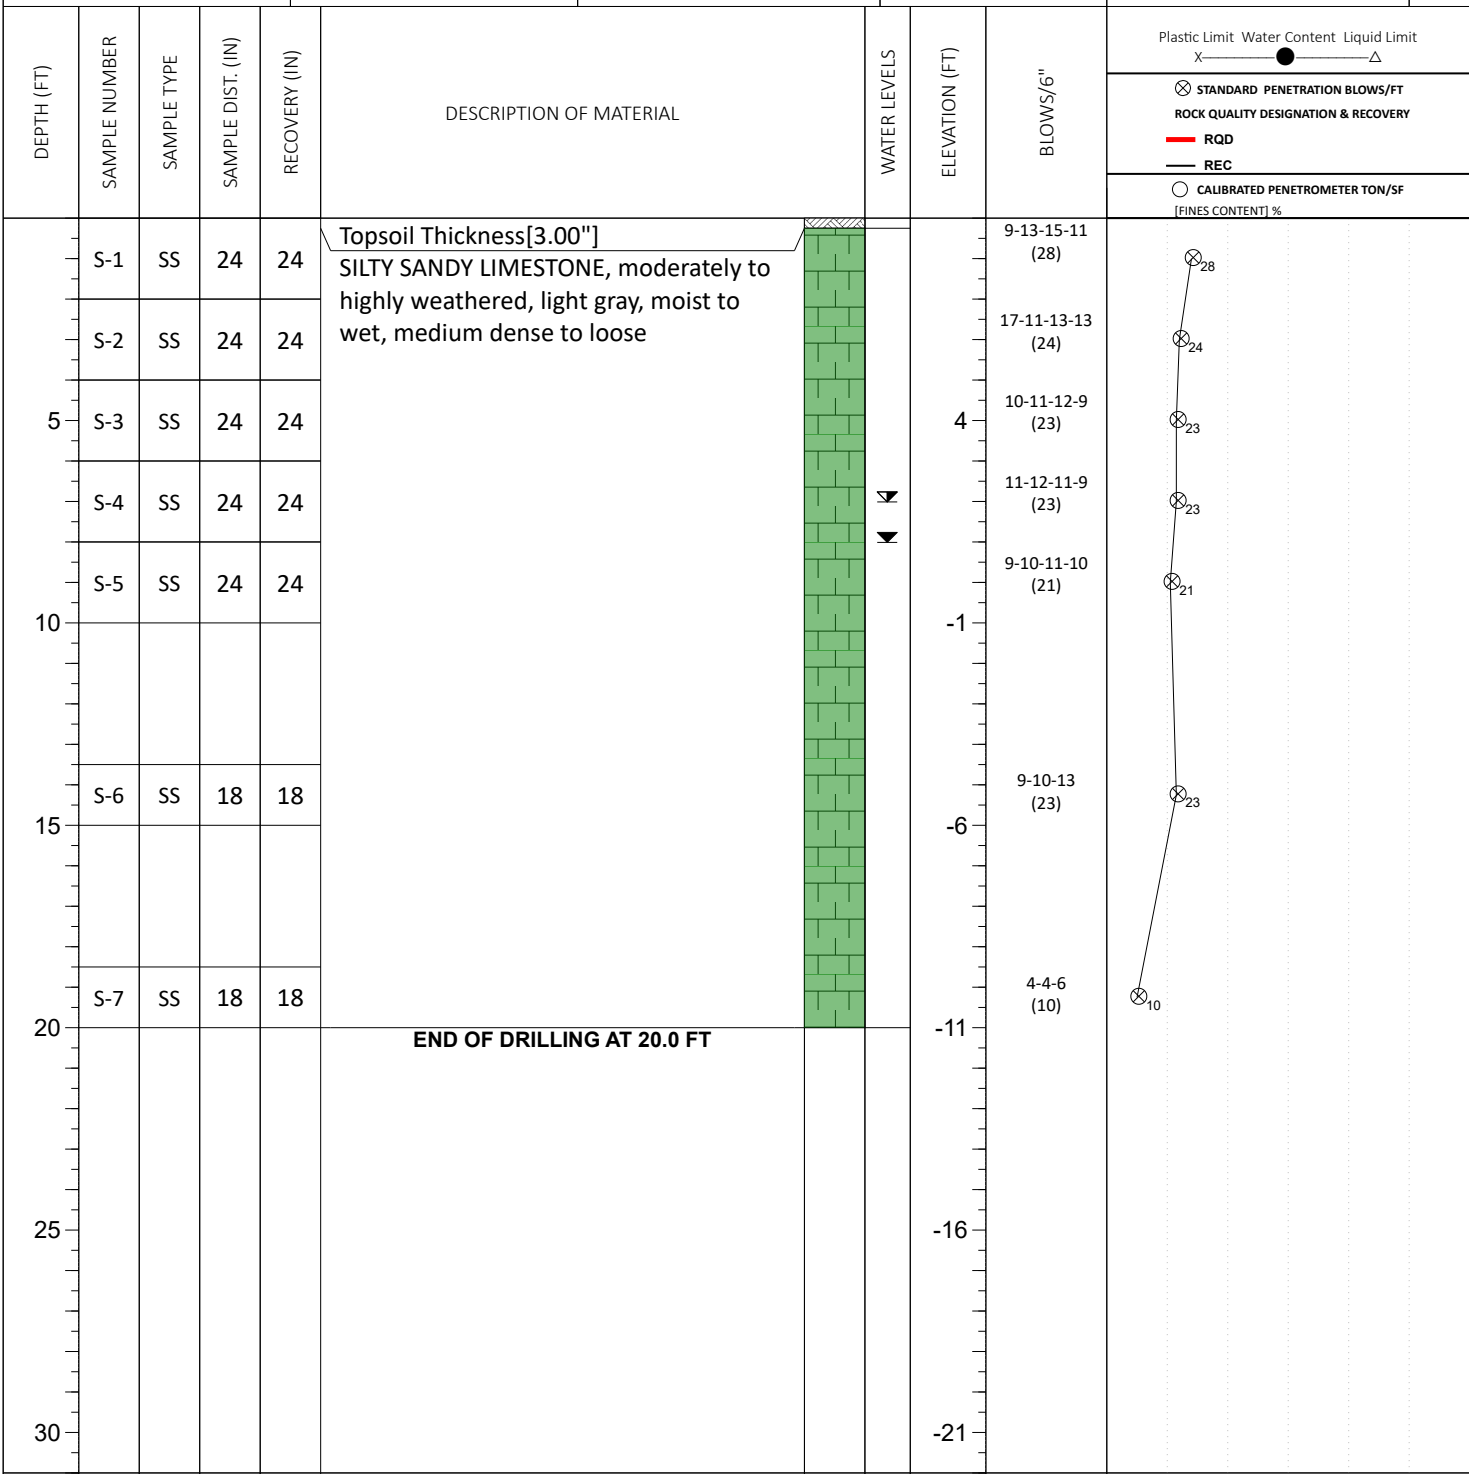 DEPTH (FT)
SAMPLE NUMBER
SAMPLE TYPE
SAMPLE DIST. (IN)
RECOVERY (IN)
DESCRIPTION OF MATERIAL
WATER LEVELS
ELEVATION (FT)
BLOWS/6"
Plastic Limit Water Content Liquid Limit
X
STANDARD PENETRATION BLOWS/FT
ROCK QUALITY DESIGNATION & RECOVERY
RQD
REC
CALIBRATED PENETROMETER TON/SF
[FINES CONTENT] %
Topsoil Thickness[3.00"]
SILTY SANDY LIMESTONE, moderately to
highly weathered, light gray, moist to
wet, medium dense to loose
S-1 SS 24 24
9-13-15-11
(28)
28
S-2 SS 24 24
17-11-13-13
(24)
24
5 S-3 SS 24 24 4
10-11-12-9
(23)
23
S-4 SS 24 24
11-12-11-9
(23)
23
S-5 SS 24 24
9-10-11-10
(21)
21
10 -1
S-6 SS 18 18
9-10-13
(23)
23
15 -6
S-7 SS 18 18
4-4-6
(10)
10
20 -11
END OF DRILLING AT 20.0 FT
25 -16
30 -21